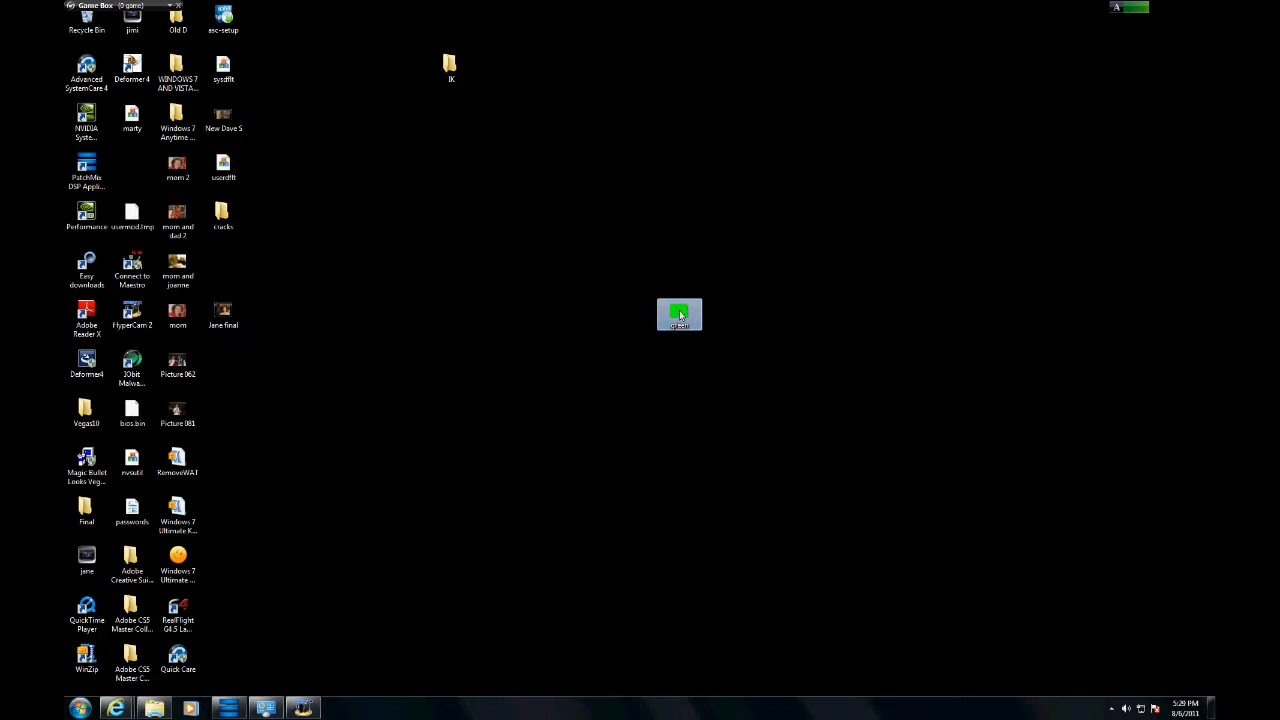 Game Box (0 game)
A
Recycle Bin
jimi
Old D
asc-setup
Advanced
SystemCare 4
Deformer 4
WINDOWS 7
AND VISTA...
sysdflt
IK
NVIDIA
Syste...
marty
Windows 7
Anytime ...
New Dave S
PatchMix
DSP Appli...
mom 2
userdflt
Performance
usermod.tmp
mom and
dad 2
cracks
Easy
downloads
Connect to
Maestro
mom and
joanne
Adobe
Reader X
HyperCam 2
mom
Jane final
green
Deformer4
IObit
Malwa...
Picture 062
Vegas10
bios.bin
Picture 081
Magic Bullet
Looks Veg...
nvsutil
RemoveWAT
Final
passwords
Windows 7
Ultimate K...
jane
Adobe
Creative Sui...
Windows 7
Ultimate ...
QuickTime
Player
Adobe CS5
Master Coll...
RealFlight
G4.5 La...
WinZip
Adobe CS5
Master C...
Quick Care
5:29 PM
8/6/2011